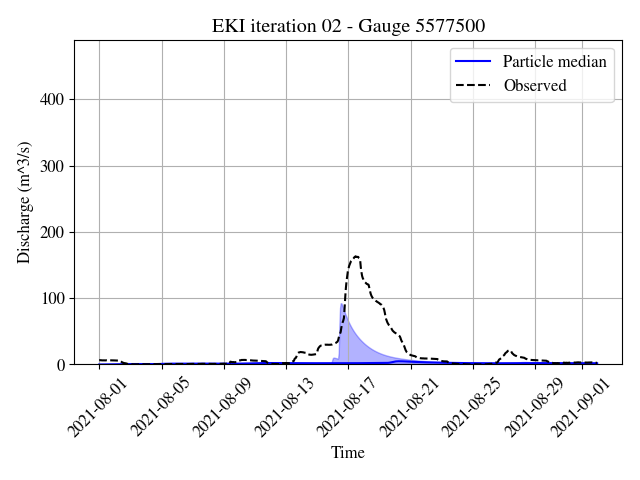 EKI iteration 02 - Gauge 5577500
Particle median
Observed
Discharge (m^3/s)
400
300
200
100
0
2021-08-01
2021-08-05
2021-08-09
2021-08-13
2021-08-17
2021-08-21
2021-08-25
2021-08-29
2021-09-01
Time